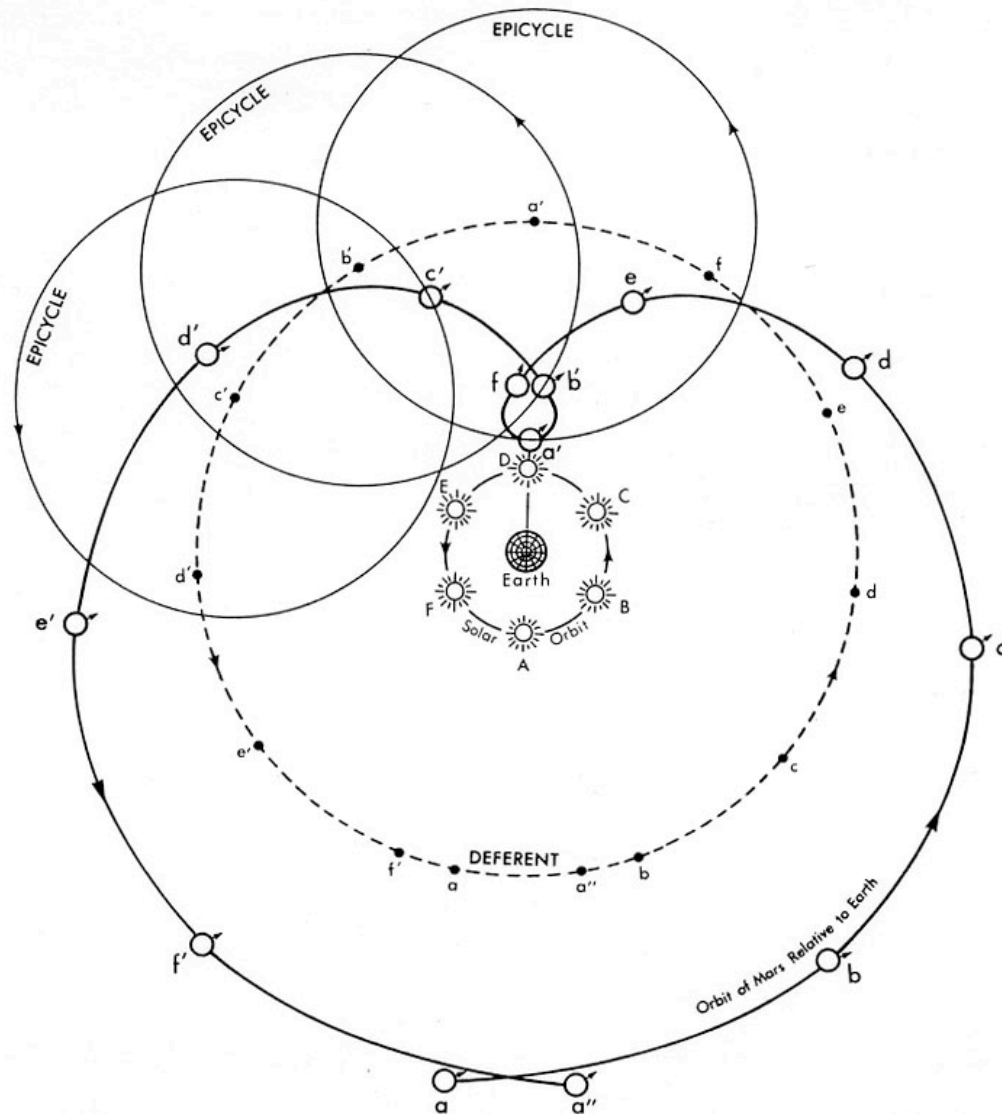 EPICYCLE
EPICYCLE
EPICYCLE
a'
b'
f
c'
e
d'
d
c'
e
f
b'
a'
D
E
C
Earth
d'
d
F
B
Solar Orbit
A
e'
c
e'
c
DEFERENT
f'
a
a"
b
f'
b
Orbit of Mars Relative to Earth
a
a"